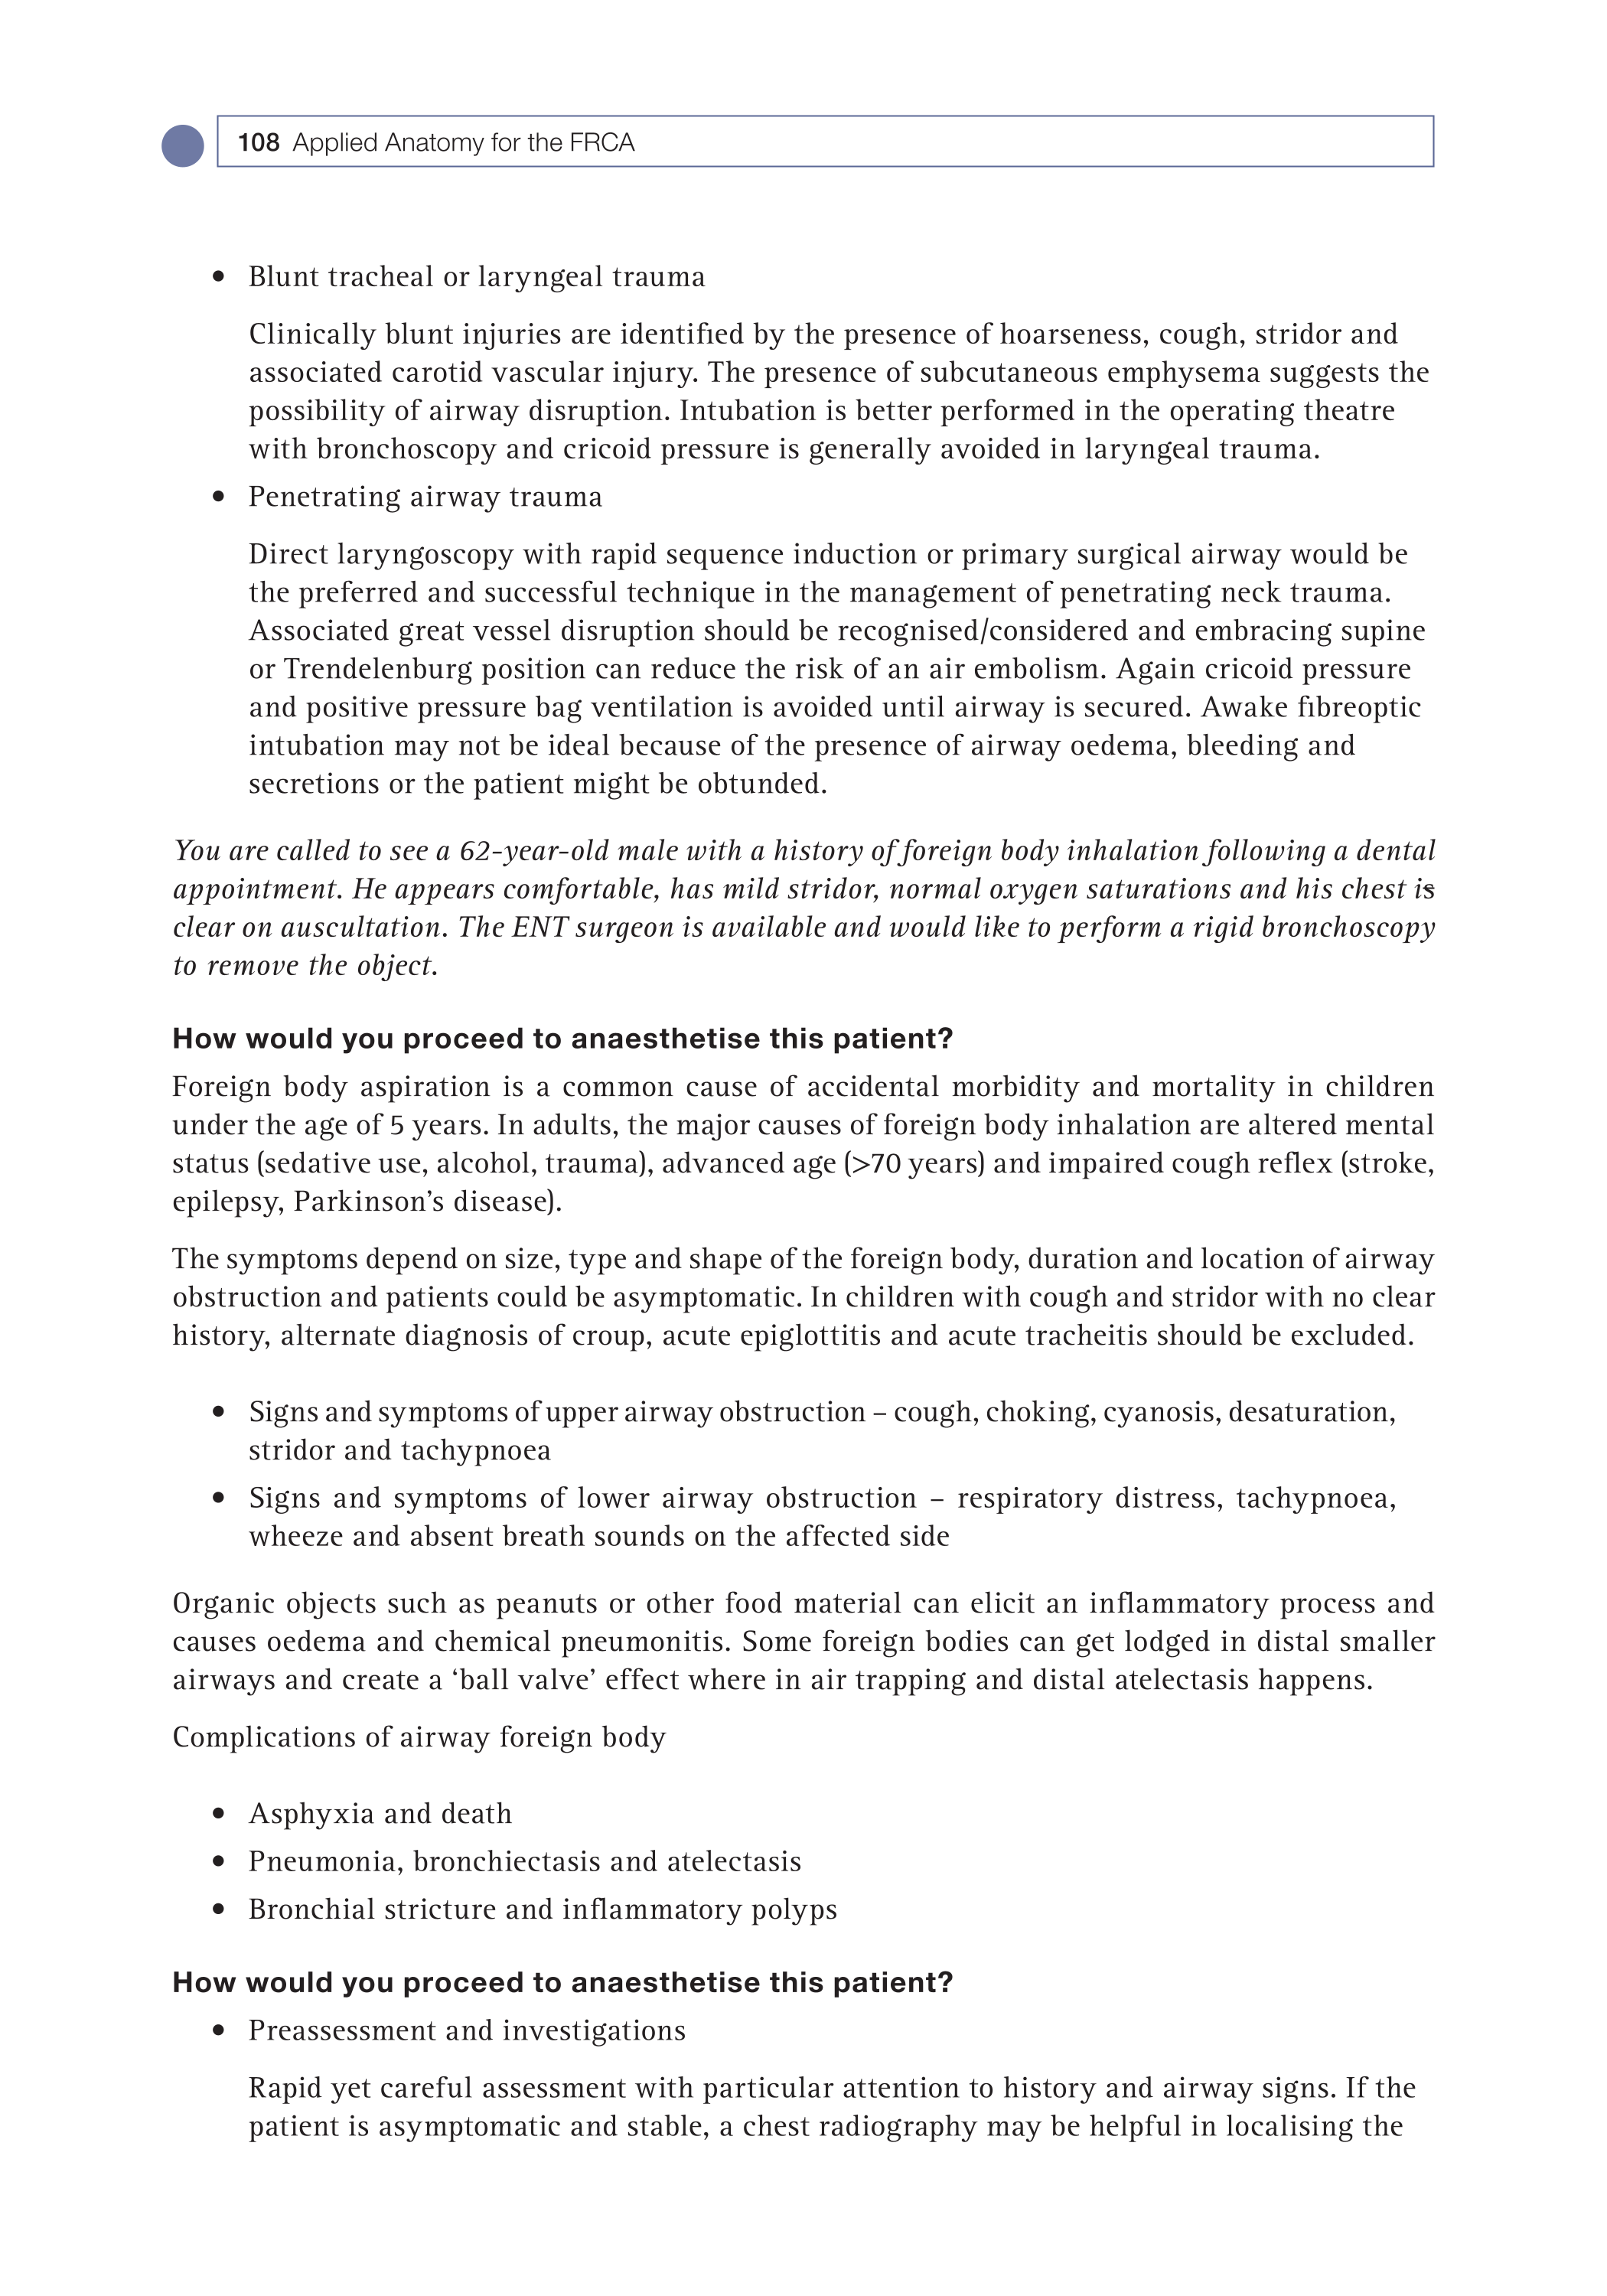 108 Applied Anatomy for the FRCA
• Blunt tracheal or laryngeal trauma
Clinically blunt injuries are identified by the presence of hoarseness, cough, stridor and
associated carotid vascular injury. The presence of subcutaneous emphysema suggests the
possibility of airway disruption. Intubation is better performed in the operating theatre
with bronchoscopy and cricoid pressure is generally avoided in laryngeal trauma.
• Penetrating airway trauma
Direct laryngoscopy with rapid sequence induction or primary surgical airway would be
the preferred and successful technique in the management of penetrating neck trauma.
Associated great vessel disruption should be recognised/considered and embracing supine
or Trendelenburg position can reduce the risk of an air embolism. Again cricoid pressure
and positive pressure bag ventilation is avoided until airway is secured. Awake fibreoptic
intubation may not be ideal because of the presence of airway oedema, bleeding and
secretions or the patient might be obtunded.
You are called to see a 62-year-old male with a history of foreign body inhalation following a dental
appointment. He appears comfortable, has mild stridor, normal oxygen saturations and his chest is
clear on auscultation. The ENT surgeon is available and would like to perform a rigid bronchoscopy
to remove the object.
How would you proceed to anaesthetise this patient?
Foreign body aspiration is a common cause of accidental morbidity and mortality in children
under the age of 5 years. In adults, the major causes of foreign body inhalation are altered mental
status (sedative use, alcohol, trauma), advanced age (>70 years) and impaired cough reflex (stroke,
epilepsy, Parkinson's disease).
The symptoms depend on size, type and shape of the foreign body, duration and location of airway
obstruction and patients could be asymptomatic. In children with cough and stridor with no clear
history, alternate diagnosis of croup, acute epiglottitis and acute tracheitis should be excluded.
• Signs and symptoms of upper airway obstruction – cough, choking, cyanosis, desaturation,
stridor and tachypnoea
• Signs and symptoms of lower airway obstruction – respiratory distress, tachypnoea,
wheeze and absent breath sounds on the affected side
Organic objects such as peanuts or other food material can elicit an inflammatory process and
causes oedema and chemical pneumonitis. Some foreign bodies can get lodged in distal smaller
airways and create a ‘ball valve’ effect where in air trapping and distal atelectasis happens.
Complications of airway foreign body
• Asphyxia and death
• Pneumonia, bronchiectasis and atelectasis
• Bronchial stricture and inflammatory polyps
How would you proceed to anaesthetise this patient?
• Preassessment and investigations
Rapid yet careful assessment with particular attention to history and airway signs. If the
patient is asymptomatic and stable, a chest radiography may be helpful in localising the